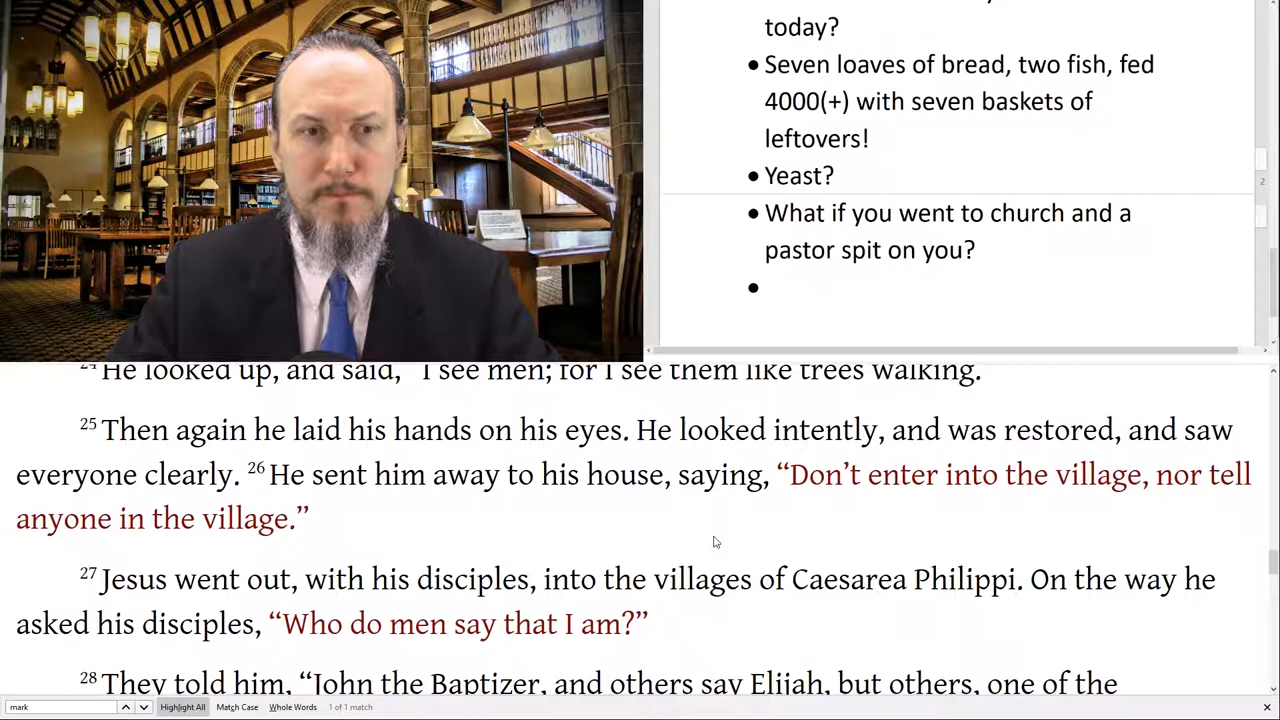 today?
• Seven loaves of bread, two fish, fed
4000(+) with seven baskets of
leftovers!
• Yeast?
• What if you went to church and a
pastor spit on you?
•
2
24 He looked up, and said, “I see men; for I see them like trees walking.
25 Then again he laid his hands on his eyes. He looked intently, and was restored, and saw
everyone clearly. 26 He sent him away to his house, saying, “Don’t enter into the village, nor tell
anyone in the village.”
27 Jesus went out, with his disciples, into the villages of Caesarea Philippi. On the way he
asked his disciples, “Who do men say that I am?”
28 They told him, “John the Baptizer, and others say Elijah, but others, one of the
mark
Highlight All Match Case Whole Words 1 of 1 match